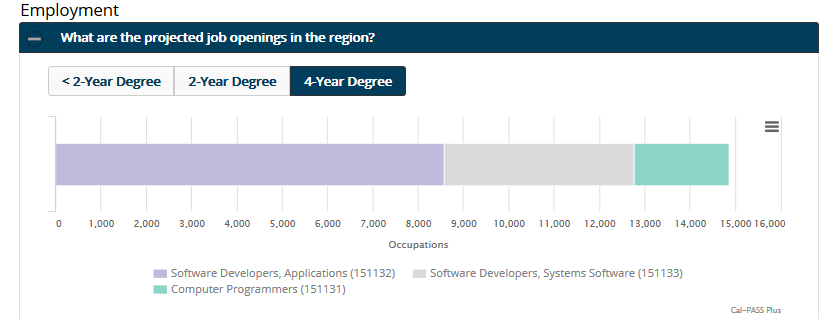 Employment
What are the projected job openings in the region?
< 2-Year Degree 2-Year Degree 4-Year Degree
0 1,000 2,000 3,000 4,000 5,000 6,000 7,000 8,000 9,000 10,000 11,000 12,000 13,000 14,000 15,000 16,000
Occupations
Software Developers, Applications (151132) Software Developers, Systems Software (151133)
Computer Programmers (151131)
Cal-PASS Plus